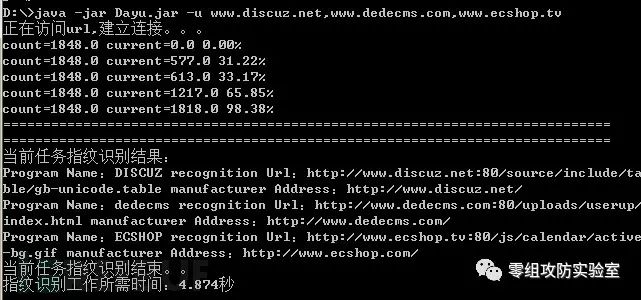 D:\>java -jar Dayu.jar -u www.discuz.net,www.dedecms.com,www.ecshop.tv
正在访问url,建立连接。。。
count=1848.0 current=0.0 0.00%
count=1848.0 current=577.0 31.22%
count=1848.0 current=613.0 33.17%
count=1848.0 current=1217.0 65.85%
count=1848.0 current=1818.0 98.38%
===========================================================================
===========================================================================
当前任务指纹识别结果：
Program Name：DISCUZ recognition Url：http://www.discuz.net:80/source/include/ta
ble/gb-unicode.table manufacturer Address：http://www.discuz.net/
Program Name：dedecms recognition Url：http://www.dedecms.com:80/uploads/userup/
index.html manufacturer Address：http://www.dedecms.com/
Program Name：ECSHOP recognition Url：http://www.ecshop.tv:80/js/calendar/active
-bg.gif manufacturer Address：http://www.ecshop.com/
当前任务指纹识别结束。。
指纹识别工作所需时间：4.874秒
零组攻防实验室